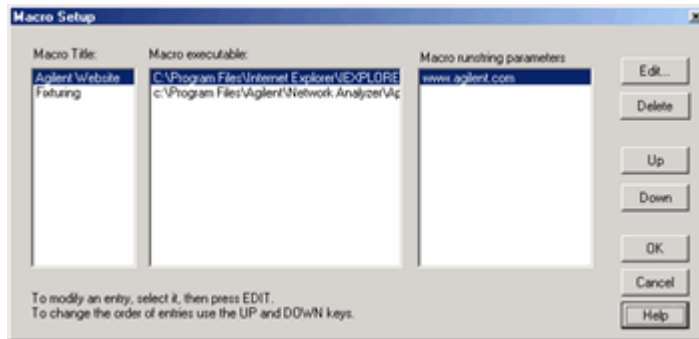 Macro Setup
Macro Title:
Macro executable:
Macro runstring parameters
Agilent Website
C:\Program Files\Internet Explorer\IEXPLORE
www.agilent.com
Fixturing
c:\Program Files\Agilent\Network Analyzer\Ap
Edit...
Delete
Up
Down
OK
Cancel
Help
To modify an entry, select it, then press EDIT.
To change the order of entries use the UP and DOWN keys.